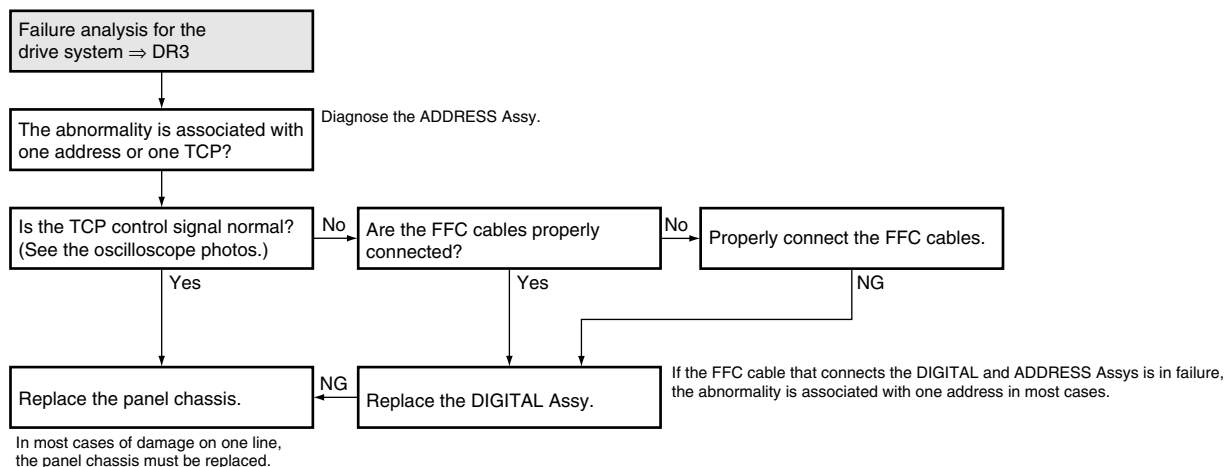 Failure analysis for the
drive system ⇒ DR3
The abnormality is associated with
one address or one TCP?
Diagnose the ADDRESS Assy.
Is the TCP control signal normal?
(See the oscilloscope photos.)
No
Are the FFC cables properly
connected?
No
Properly connect the FFC cables.
Yes
Yes
NG
Replace the panel chassis.
NG
Replace the DIGITAL Assy.
If the FFC cable that connects the DIGITAL and ADDRESS Assys is in failure,
the abnormality is associated with one address in most cases.
In most cases of damage on one line,
the panel chassis must be replaced.